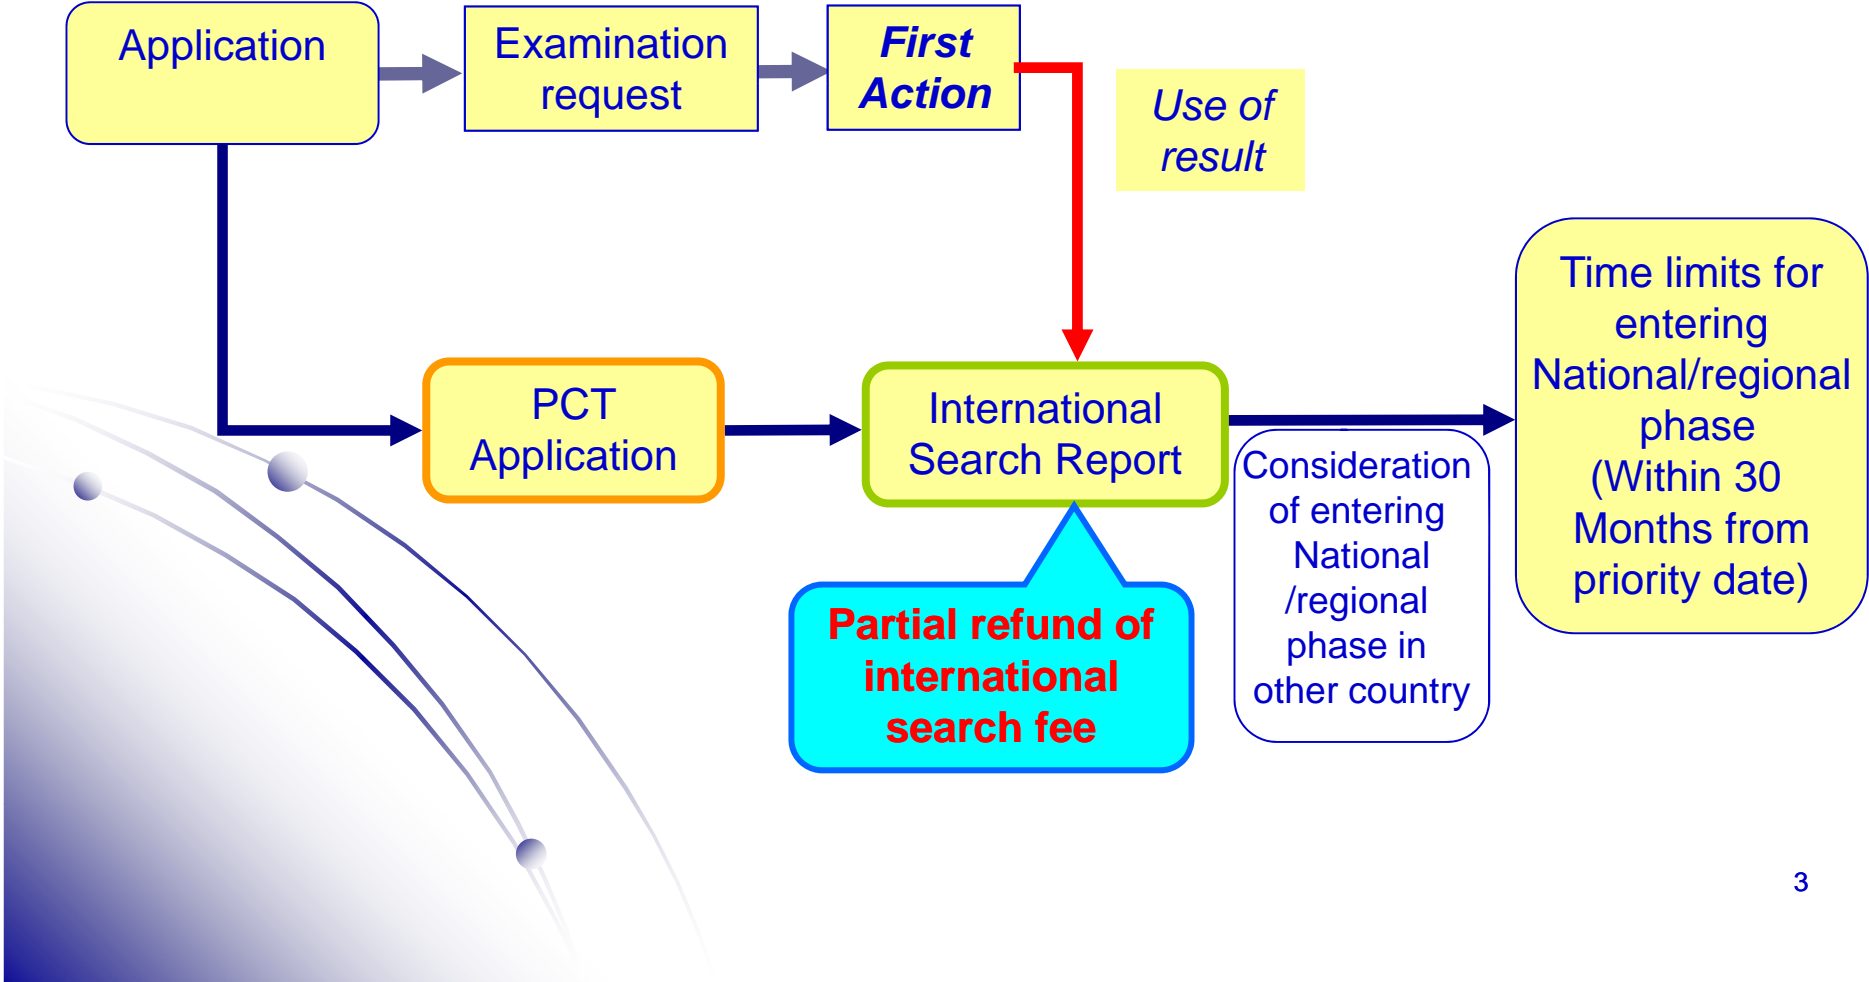 Application
Examination
request
First
Action
Use of
result
PCT
Application
International
Search Report
Partial refund of
international
search fee
Consideration
of entering
National
/regional
phase in
other country
Time limits for
entering
National/regional
phase
(Within 30
Months from
priority date)
3